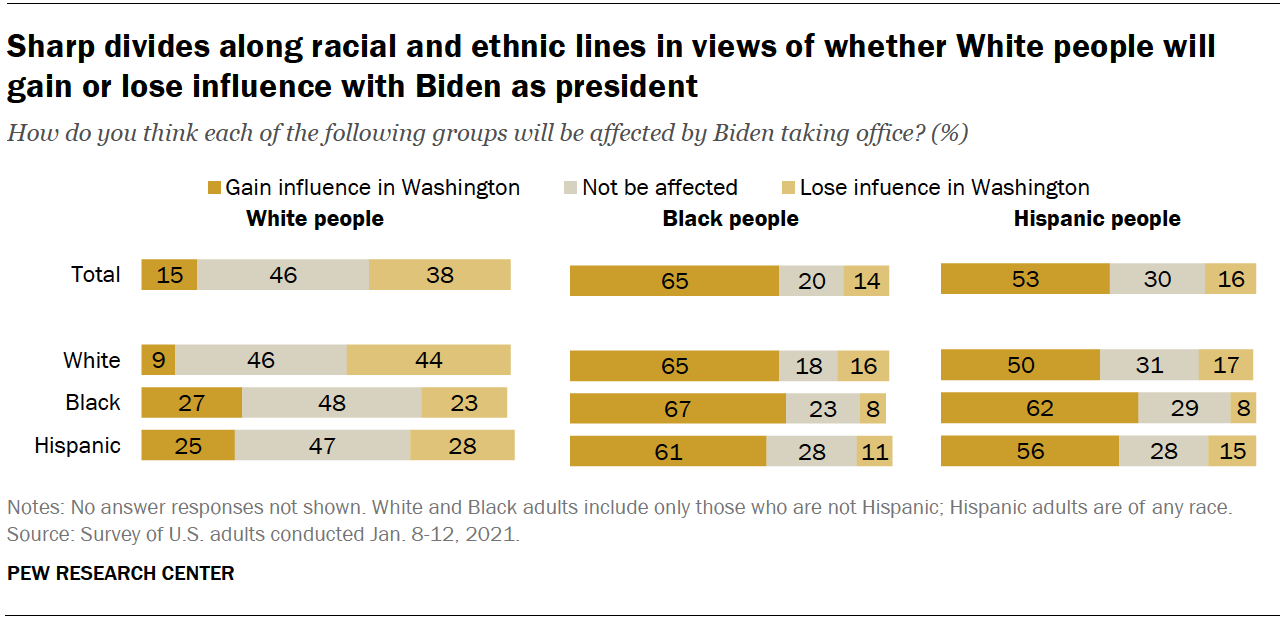 Sharp divides along racial and ethnic lines in views of whether White people will
gain or lose influence with Biden as president
How do you think each of the following groups will be affected by Biden taking office? (%)
Gain influence in Washington Not be affected Lose infuence in Washington
White people Black people Hispanic people
Total 15 46 38 65 20 14 53 30 16
White 9 46 44 65 18 16 50 31 17
Black 27 48 23 67 23 8 62 29 8
Hispanic 25 47 28 61 28 11 56 28 15
Notes: No answer responses not shown. White and Black adults include only those who are not Hispanic; Hispanic adults are of any race.
Source: Survey of U.S. adults conducted Jan. 8-12, 2021.
PEW RESEARCH CENTER